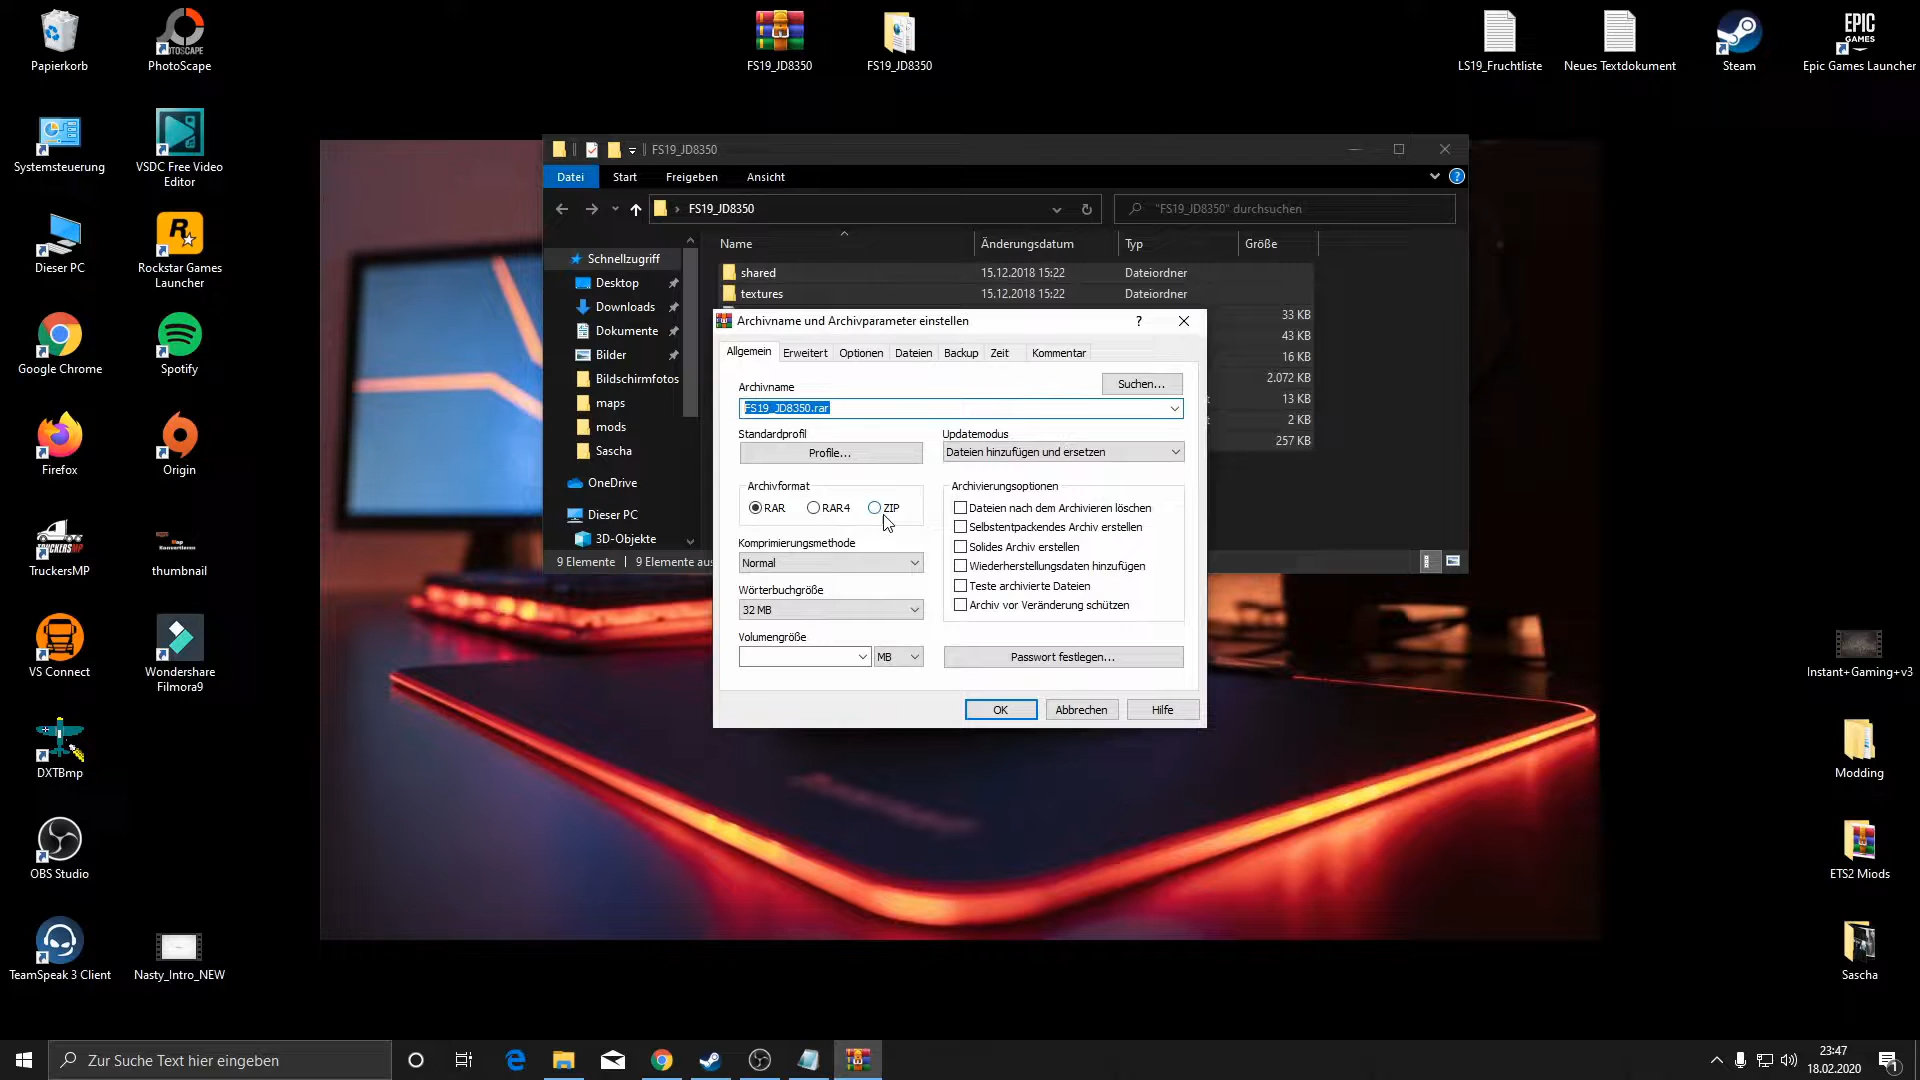 Papierkorb
PhotoScape
FS19_JD8350
FS19_JD8350
LS19_Fruchtliste
Neues Textdokument
Steam
EPIC
GAMES
Epic Games Launcher
Systemsteuerung
VSDC Free Video
Editor
Dieser PC
Rockstar Games
Launcher
Google Chrome
Spotify
Firefox
Origin
TruckersMP
thumbnail
VS Connect
Wondershare
Filmora9
DXTBmp
OBS Studio
TeamSpeak 3 Client
Nasty_Intro_NEW
Instant+Gaming+v3
Modding
ETS2 Miods
Sascha
FS19_JD8350
Datei
Start
Freigeben
Ansicht
FS19_JD8350
"FS19_JD8350" durchsuchen
Name
Änderungsdatum
Typ
Größe
Schnellzugriff
Desktop
Downloads
Dokumente
Bilder
Bildschirmfotos
maps
mods
Sascha
OneDrive
Dieser PC
3D-Objekte
shared 15.12.2018 15:22 Dateiordner
textures 15.12.2018 15:22 Dateiordner
33 KB
43 KB
16 KB
2.072 KB
13 KB
2 KB
257 KB
9 Elemente
9 Elemente aus
Archivname und Archivparameter einstellen
?
Allgemein
Erweitert
Optionen
Dateien
Backup
Zeit
Kommentar
Archivname
Suchen...
FS19_JD8350.rar
Standardprofil
Profile...
Updatemodus
Dateien hinzufügen und ersetzen
Archivformat
RAR
RAR4
ZIP
Komprimierungsmethode
Normal
Wörterbuchgröße
32 MB
Volumengröße
MB
Archivierungsoptionen
Dateien nach dem Archivieren löschen
Selbstentpackendes Archiv erstellen
Solides Archiv erstellen
Wiederherstellungsdaten hinzufügen
Teste archivierte Dateien
Archiv vor Veränderung schützen
Passwort festlegen...
OK
Abbrechen
Hilfe
Zur Suche Text hier eingeben
23:47
18.02.2020
1